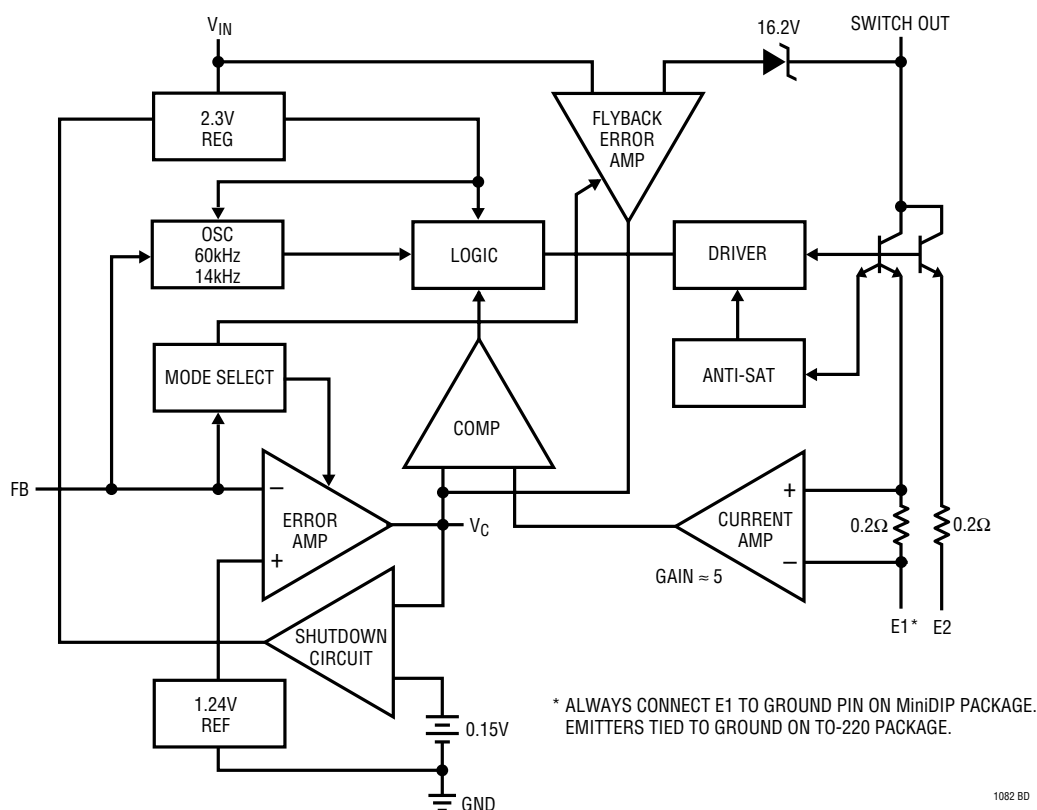 V_IN
16.2V
SWITCH OUT
2.3V
REG
FLYBACK
ERROR
AMP
OSC
60kHz
14kHz
LOGIC
DRIVER
MODE SELECT
ANTI-SAT
COMP
FB
–
ERROR
AMP
+
V_C
+
CURRENT
AMP
–
GAIN ≈ 5
0.2Ω
0.2Ω
E1*
E2
SHUTDOWN
CIRCUIT
1.24V
REF
0.15V
GND
* ALWAYS CONNECT E1 TO GROUND PIN ON MiniDIP PACKAGE.
EMITTERS TIED TO GROUND ON TO-220 PACKAGE.
1082 BD